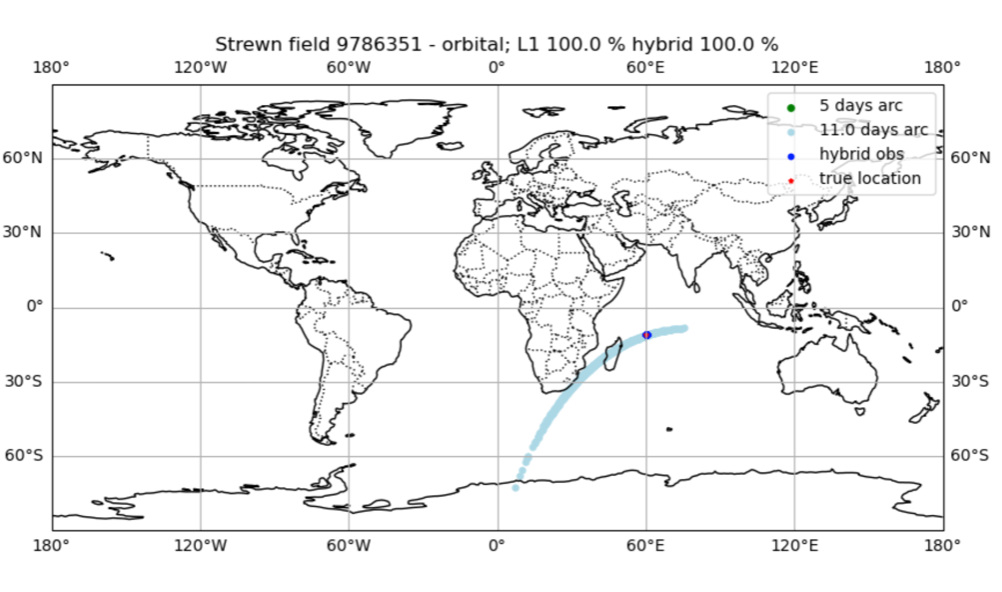 Strewn field 9786351 - orbital; L1 100.0 % hybrid 100.0 %
180° 120°W 60°W 0° 60°E 120°E 180°
5 days arc
11.0 days arc
hybrid obs
true location
60°N 60°N
30°N 30°N
0° 0°
30°S 30°S
60°S 60°S
180° 120°W 60°W 0° 60°E 120°E 180°